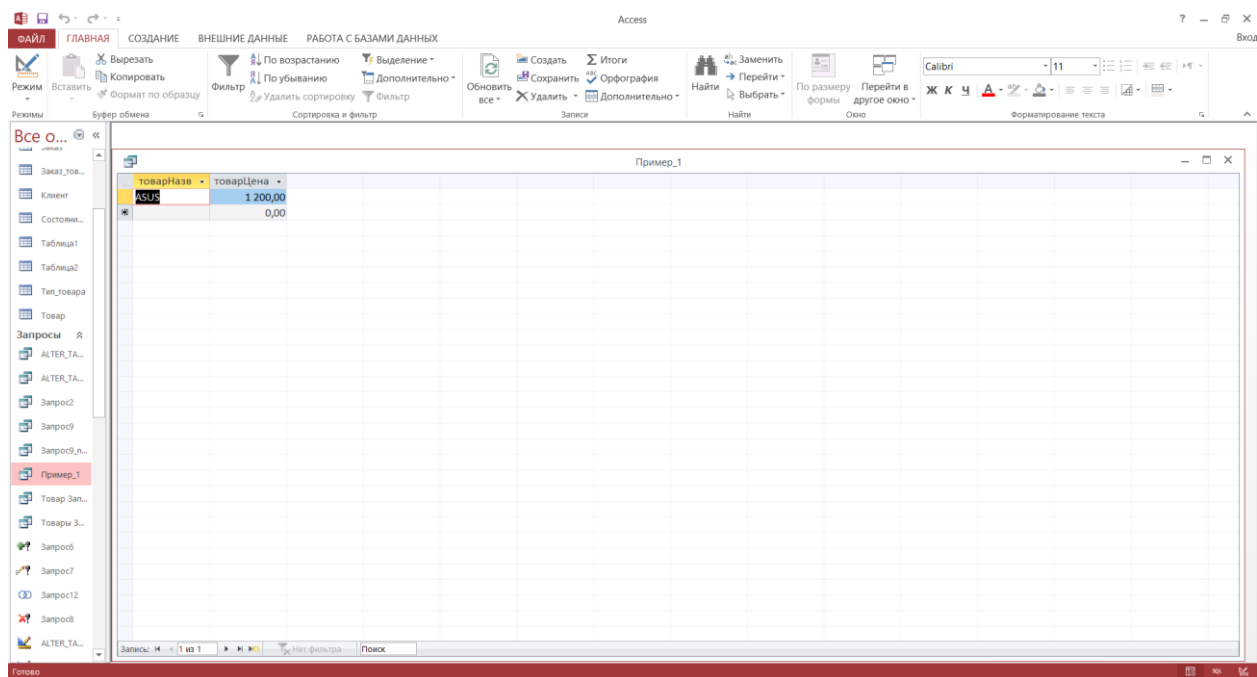 Access
ФАЙЛ ГЛАВНАЯ СОЗДАНИЕ ВНЕШНИЕ ДАННЫЕ РАБОТА С БАЗАМИ ДАННЫХ
Вход
Режим
Вставить
Вырезать
Копировать
Формат по образцу
Фильтр
По возрастанию
По убыванию
Удалить сортировку
Выделение
Дополнительно
Фильтр
Обновить
все
Создать
Сохранить
Удалить
Итоги
Орфография
Дополнительно
Найти
Заменить
Перейти
Выбрать
По размеру
формы
Перейти в
другое окно
Calibri 11
Ж К Ч
Режимы Буфер обмена Сортировка и фильтр Записи Найти Окно Форматирование текста
Все о... «
Заказ_тов...
Клиент
Состояни...
Таблица1
Таблица2
Тип_товара
Товар
Запросы
ALTER_TA...
ALTER_TA...
Запрос2
Запрос9
Запрос9_п...
Пример_1
Товар Зап...
Товары З...
Запрос6
Запрос7
Запрос12
Запрос8
ALTER_TA...
Пример_1
товарНазв товарЦена
ASUS 1 200,00
0,00
Запись: 1 из 1 Нет фильтра Поиск
Готово SQL